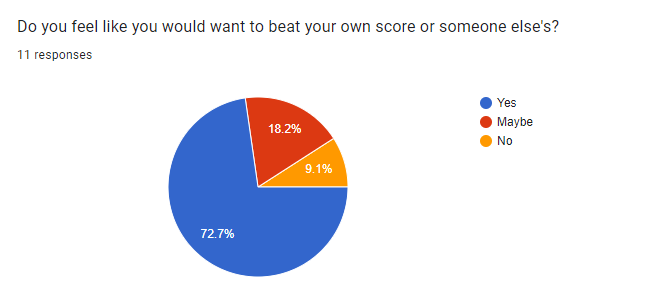 Do you feel like you would want to beat your own score or someone else's?
11 responses
Yes
Maybe
No
18.2%
9.1%
72.7%